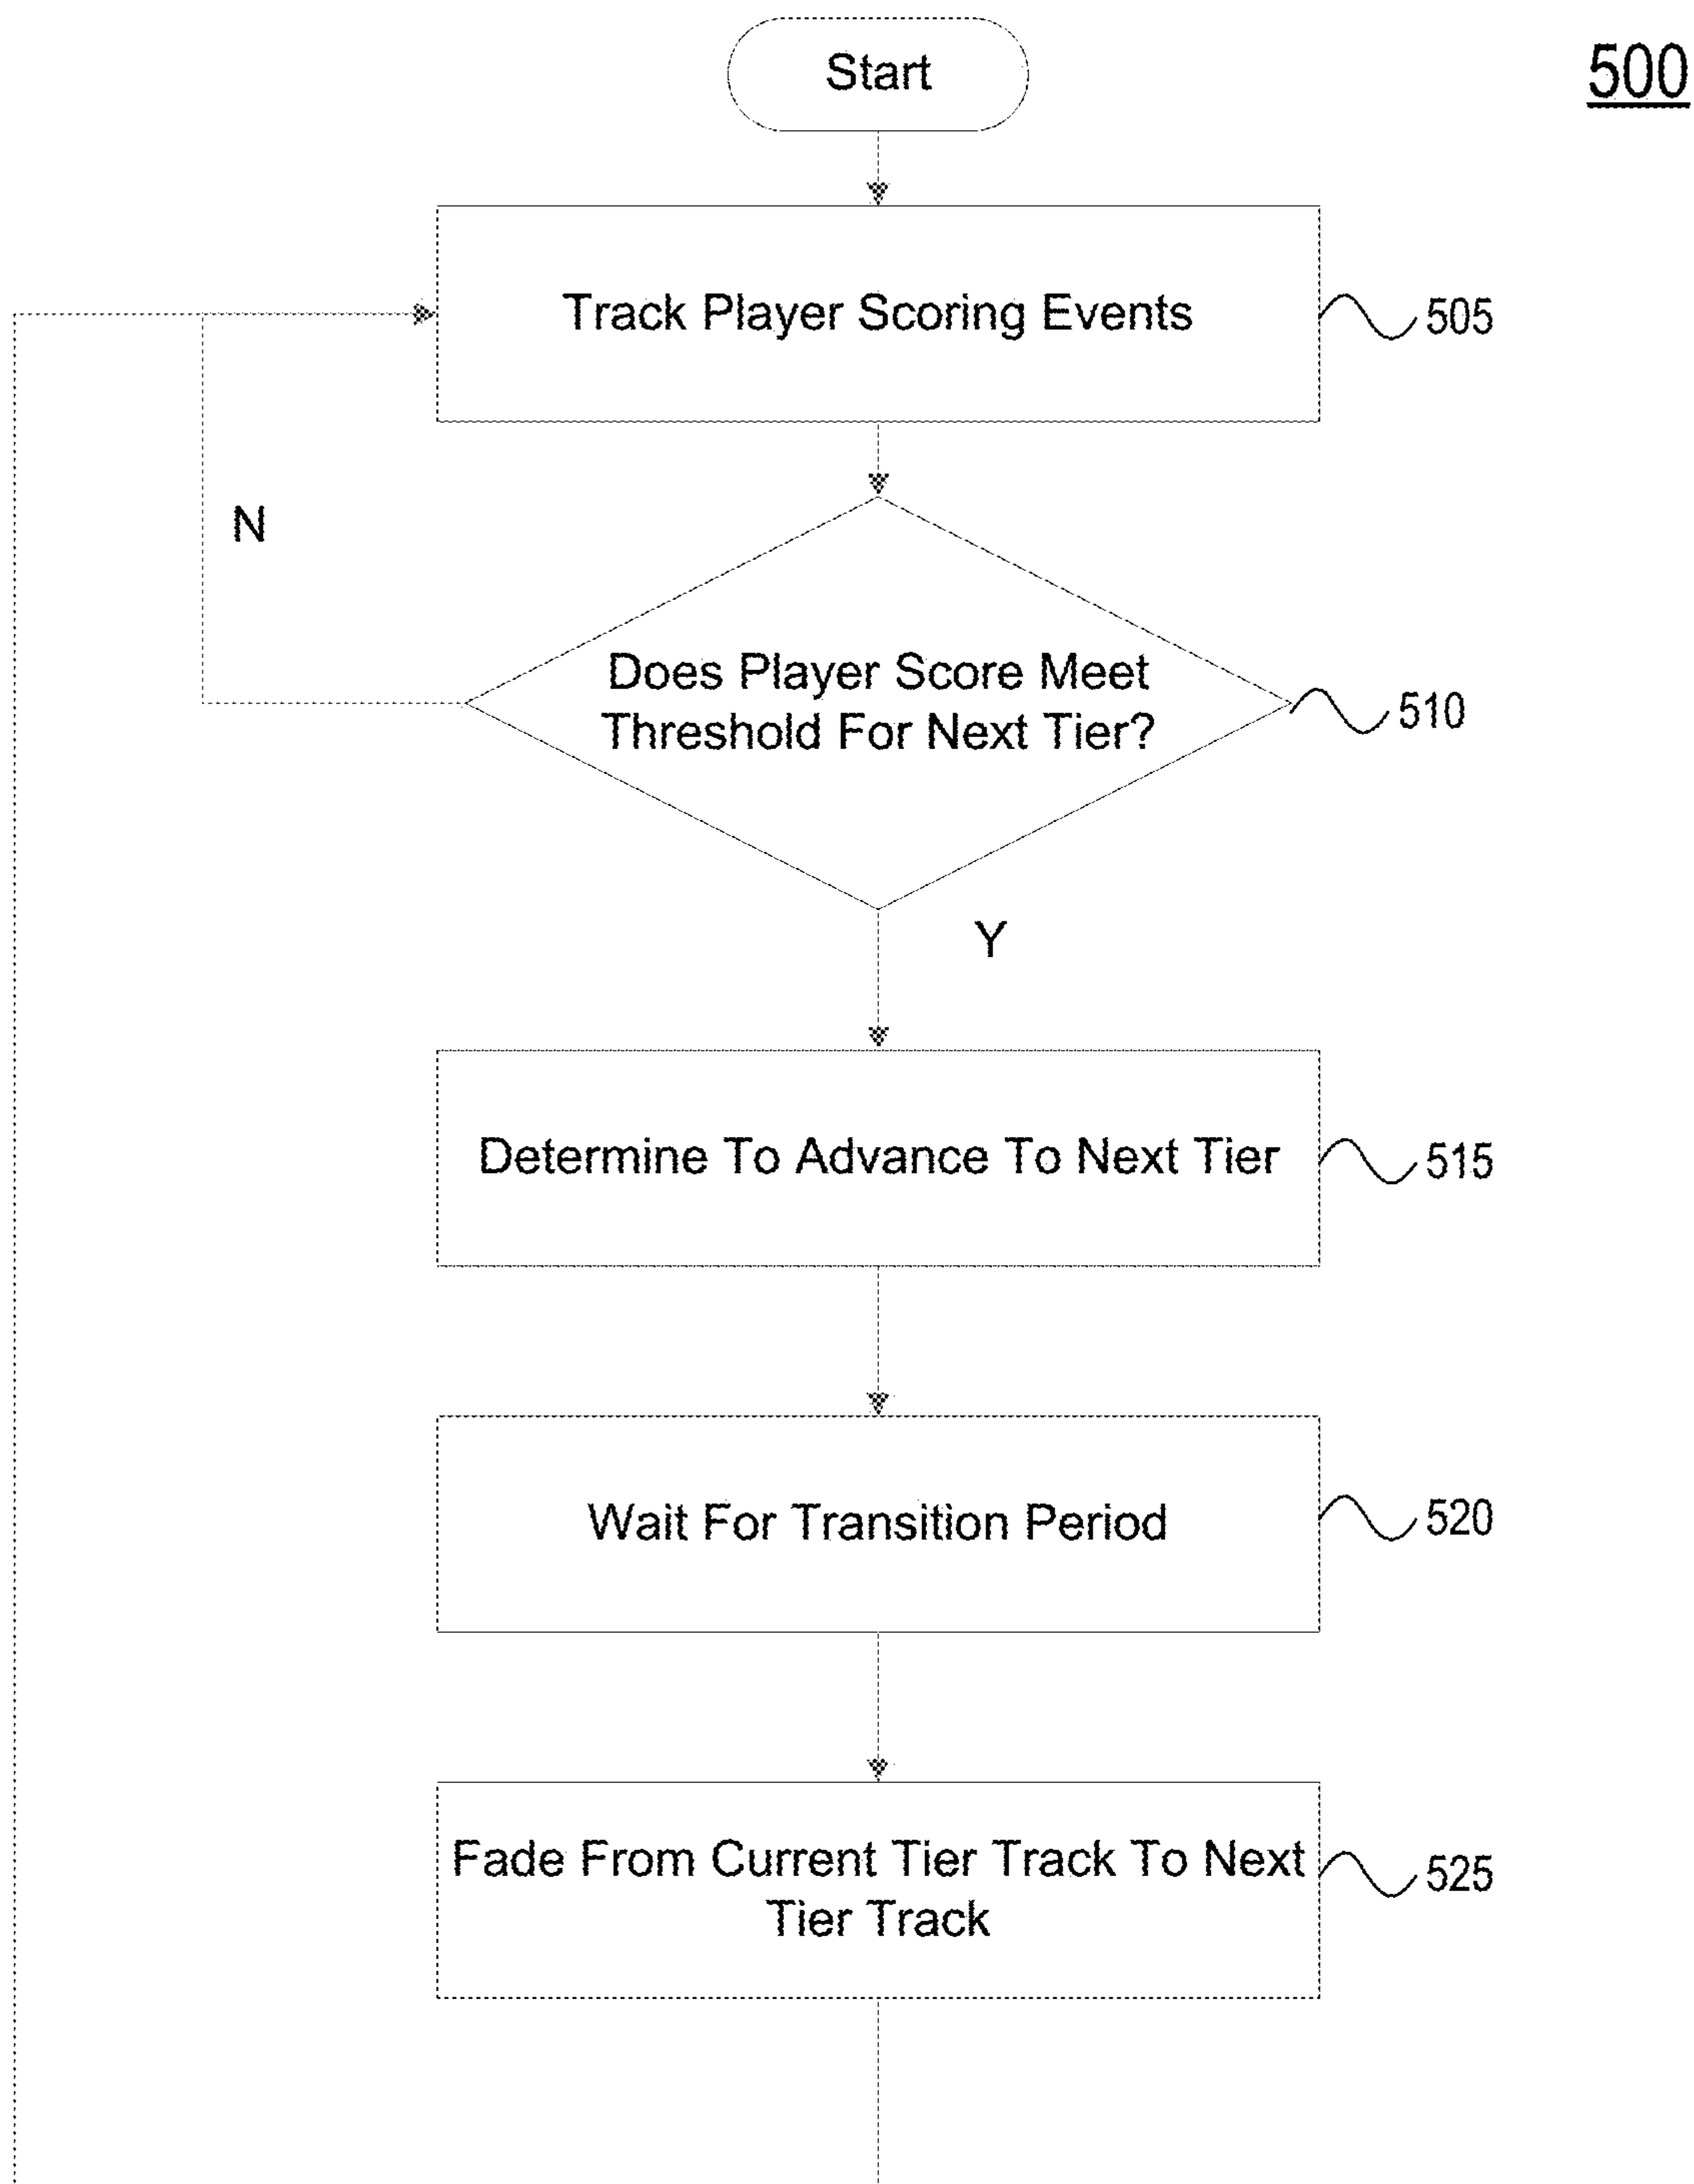 Start
500
Track Player Scoring Events
505
N
Does Player Score Meet
Threshold For Next Tier?
510
Y
Determine To Advance To Next Tier
515
Wait For Transition Period
520
Fade From Current Tier Track To Next
Tier Track
525